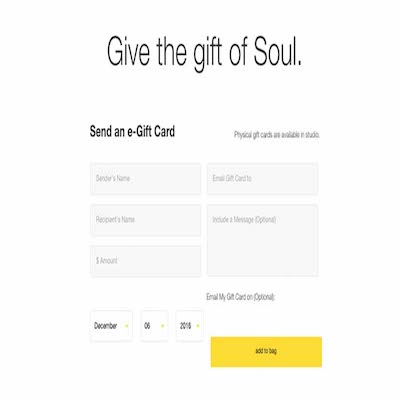 Give the gift of Soul.
Send an e-Gift Card
Physical gift cards are available in studio.
Sender's Name
Email Gift Card to:
Recipient's Name
Include a Message (Optional)
$ Amount
Email My Gift Card on (Optional):
December
06
2016
add to bag